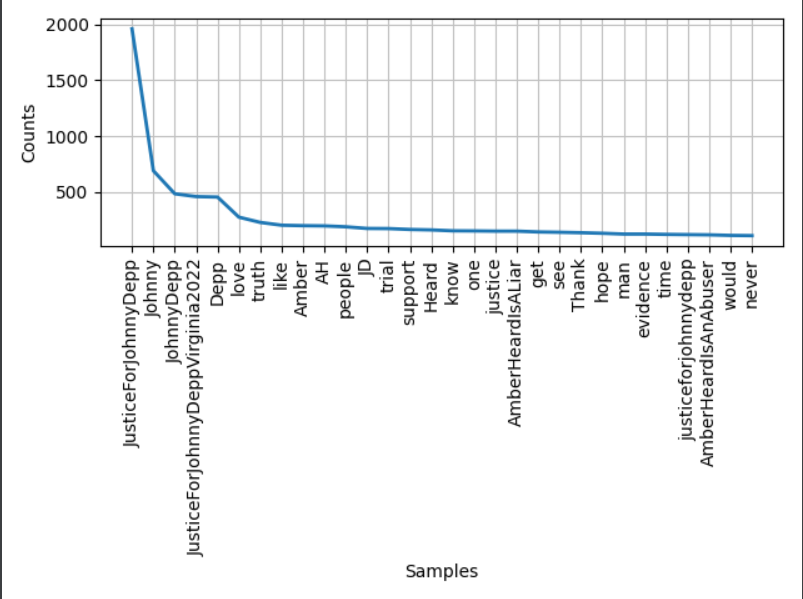 2000
1500
1000
500
Counts
JusticeForJohnnyDepp
Johnny
JohnnyDepp
JusticeForJohnnyDeppVirginia2022
Depp
love
truth
like
Amber
AH
people
JD
trial
support
Heard
know
one
justice
AmberHeardIsALiar
get
see
Thank
hope
man
evidence
time
justiceforjohnnydepp
AmberHeardIsAnAbuser
would
never
Samples